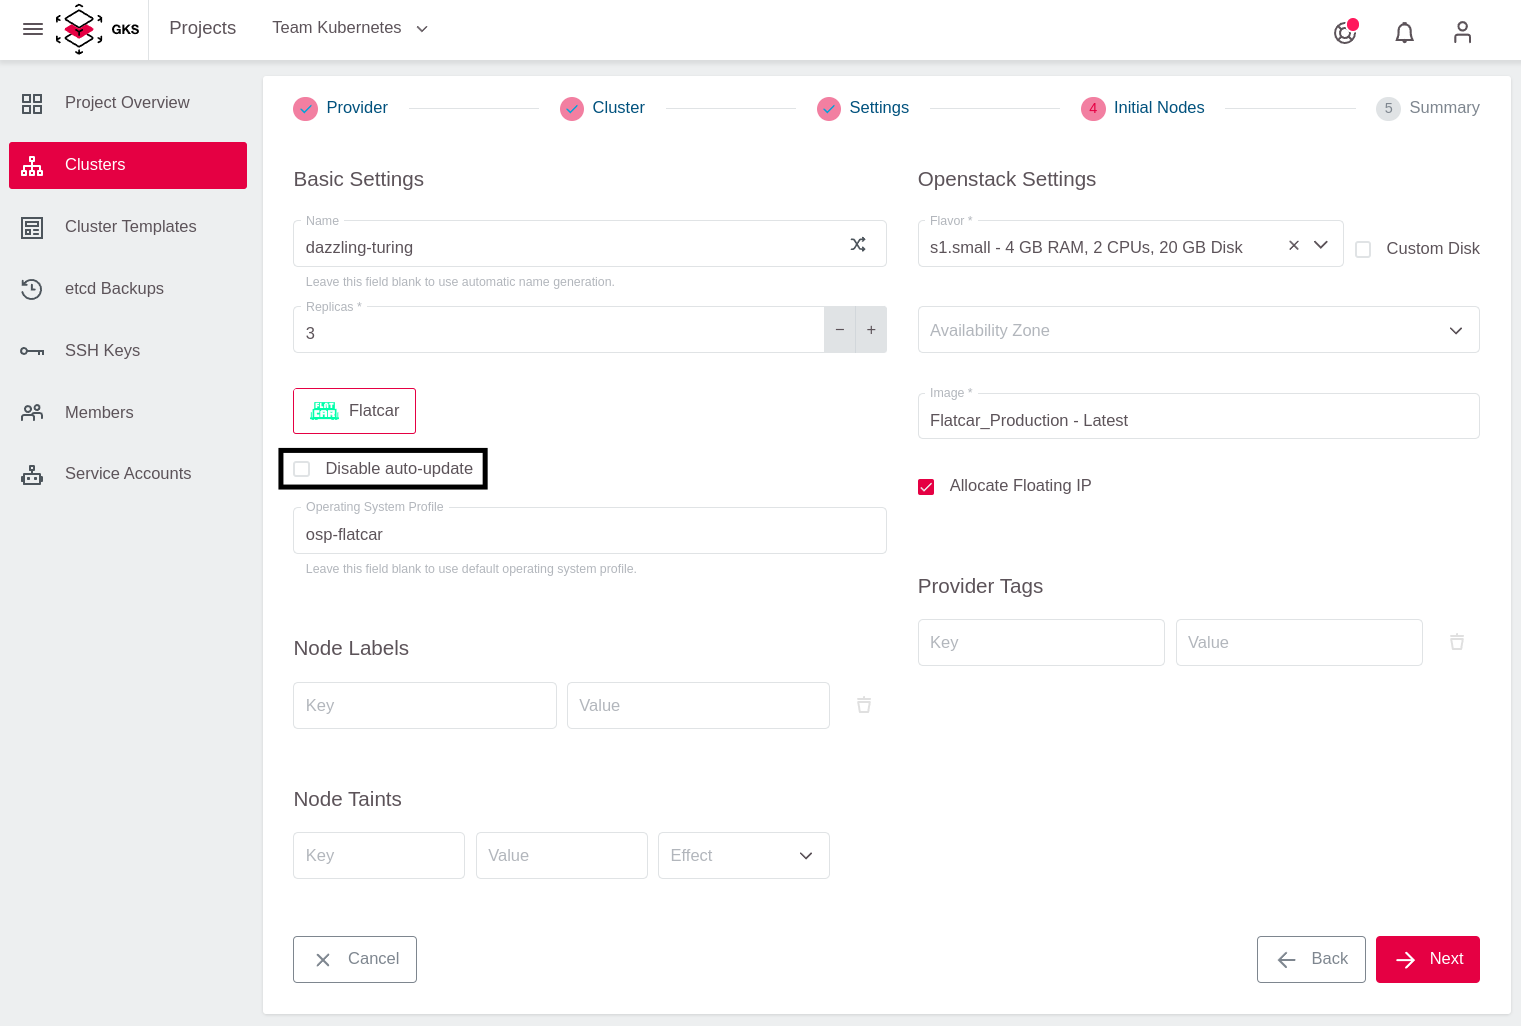 GKS
Projects
Team Kubernetes
Project Overview
Clusters
Cluster Templates
etcd Backups
SSH Keys
Members
Service Accounts
Provider
Cluster
Settings
4 Initial Nodes
5 Summary
Basic Settings
Name
dazzling-turing
Leave this field blank to use automatic name generation.
Replicas *
3
− +
FLAT
CAR
Flatcar
Disable auto-update
Operating System Profile
osp-flatcar
Leave this field blank to use default operating system profile.
Node Labels
Key
Value
Node Taints
Key
Value
Effect
Openstack Settings
Flavor *
s1.small - 4 GB RAM, 2 CPUs, 20 GB Disk
Custom Disk
Availability Zone
Image *
Flatcar_Production - Latest
Allocate Floating IP
Provider Tags
Key
Value
Cancel
Back
Next